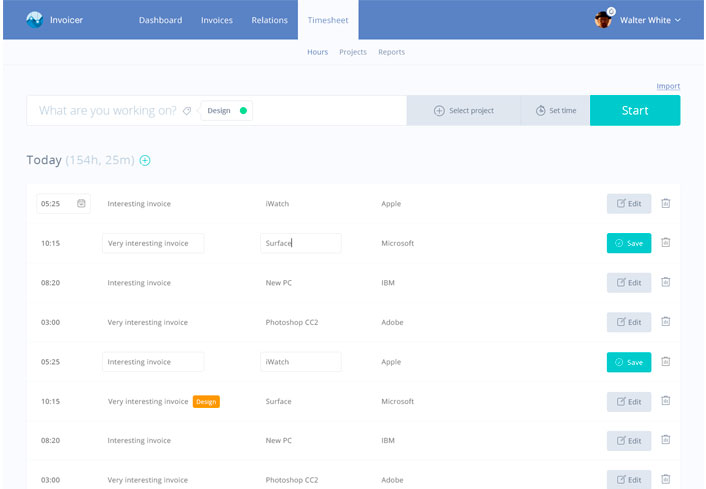 Invoicer Dashboard Invoices Relations Timesheet Walter White
Hours Projects Reports
Import
What are you working on? Design Select project Set time Start
Today (154h, 25m)
05:25 Interesting invoice iWatch Apple Edit
10:15 Very interesting invoice Surface Microsoft Save
08:20 Interesting invoice New PC IBM Edit
03:00 Very interesting invoice Photoshop CC2 Adobe Edit
05:25 Interesting invoice iWatch Apple Save
10:15 Very interesting invoice Design Surface Microsoft Edit
08:20 Interesting invoice New PC IBM Edit
03:00 Very interesting invoice Photoshop CC2 Adobe Edit